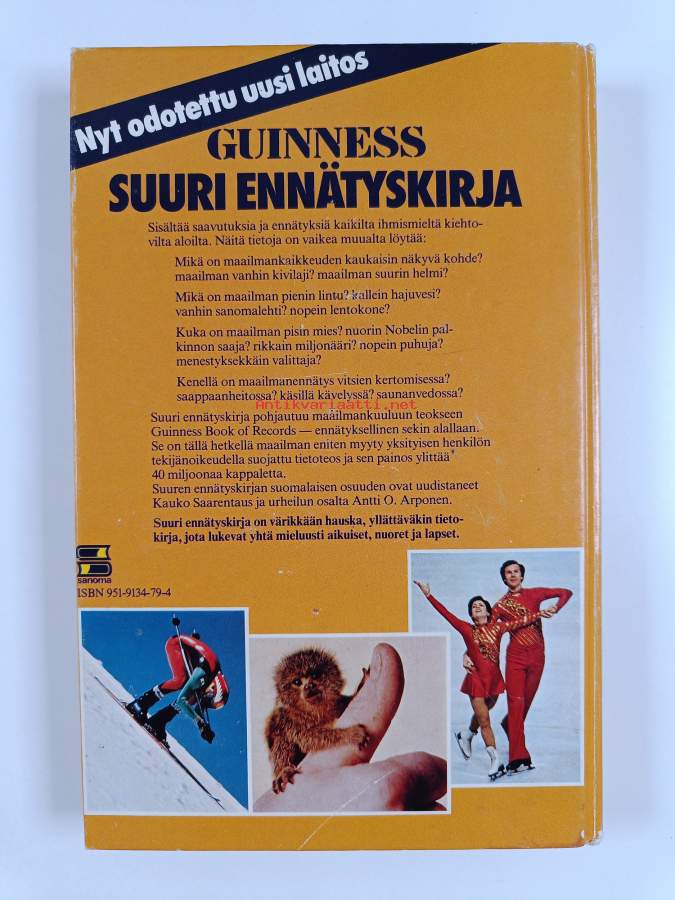 Nyt odotettu uusi laitos
GUINNESS
SUURI ENNÄTYSKIRJA
Sisältää saavutuksia ja ennätyksiä kaikilta ihmismieltä kiehto-
vilta aloilta. Näitä tietoja on vaikea muualta löytää:
Mikä on maailmankaikkeuden kaukaisin näkyvä kohde?
maailman vanhin kivilaji? maailman suurin helmi?
Mikä on maailman pienin lintu? kallein hajuvesi?
vanhin sanomalehti? nopein lentokone?
Kuka on maailman pisin mies? nuorin Nobelin pal-
kinnon saaja? rikkain miljonääri? nopein puhuja?
menestyksekkäin valittaja?
Kenellä on maailmanennätys vitsien kertomisessa?
saappaanheitossa? käsillä kävelyssä? saunanvedossa?
Antikvariaatti.net
Suuri ennätyskirja pohjautuu maailmankuuluun teokseen
Guinness Book of Records — ennätyksellinen sekin alallaan.
Se on tällä hetkellä maailman eniten myyty yksityisen henkilön
tekijänoikeudella suojattu tietoteos ja sen painos ylittää
40 miljoonaa kappaletta.
Suuren ennätyskirjan suomalaisen osuuden ovat uudistaneet
Kauko Saarentaus ja urheilun osalta Antti O. Arponen.
Suuri ennätyskirja on värikkään hauska, yllättäväkin tieto-
kirja, jota lukevat yhtä mieluusti aikuiset, nuoret ja lapset.
sanoma
ISBN 951-9134-79-4